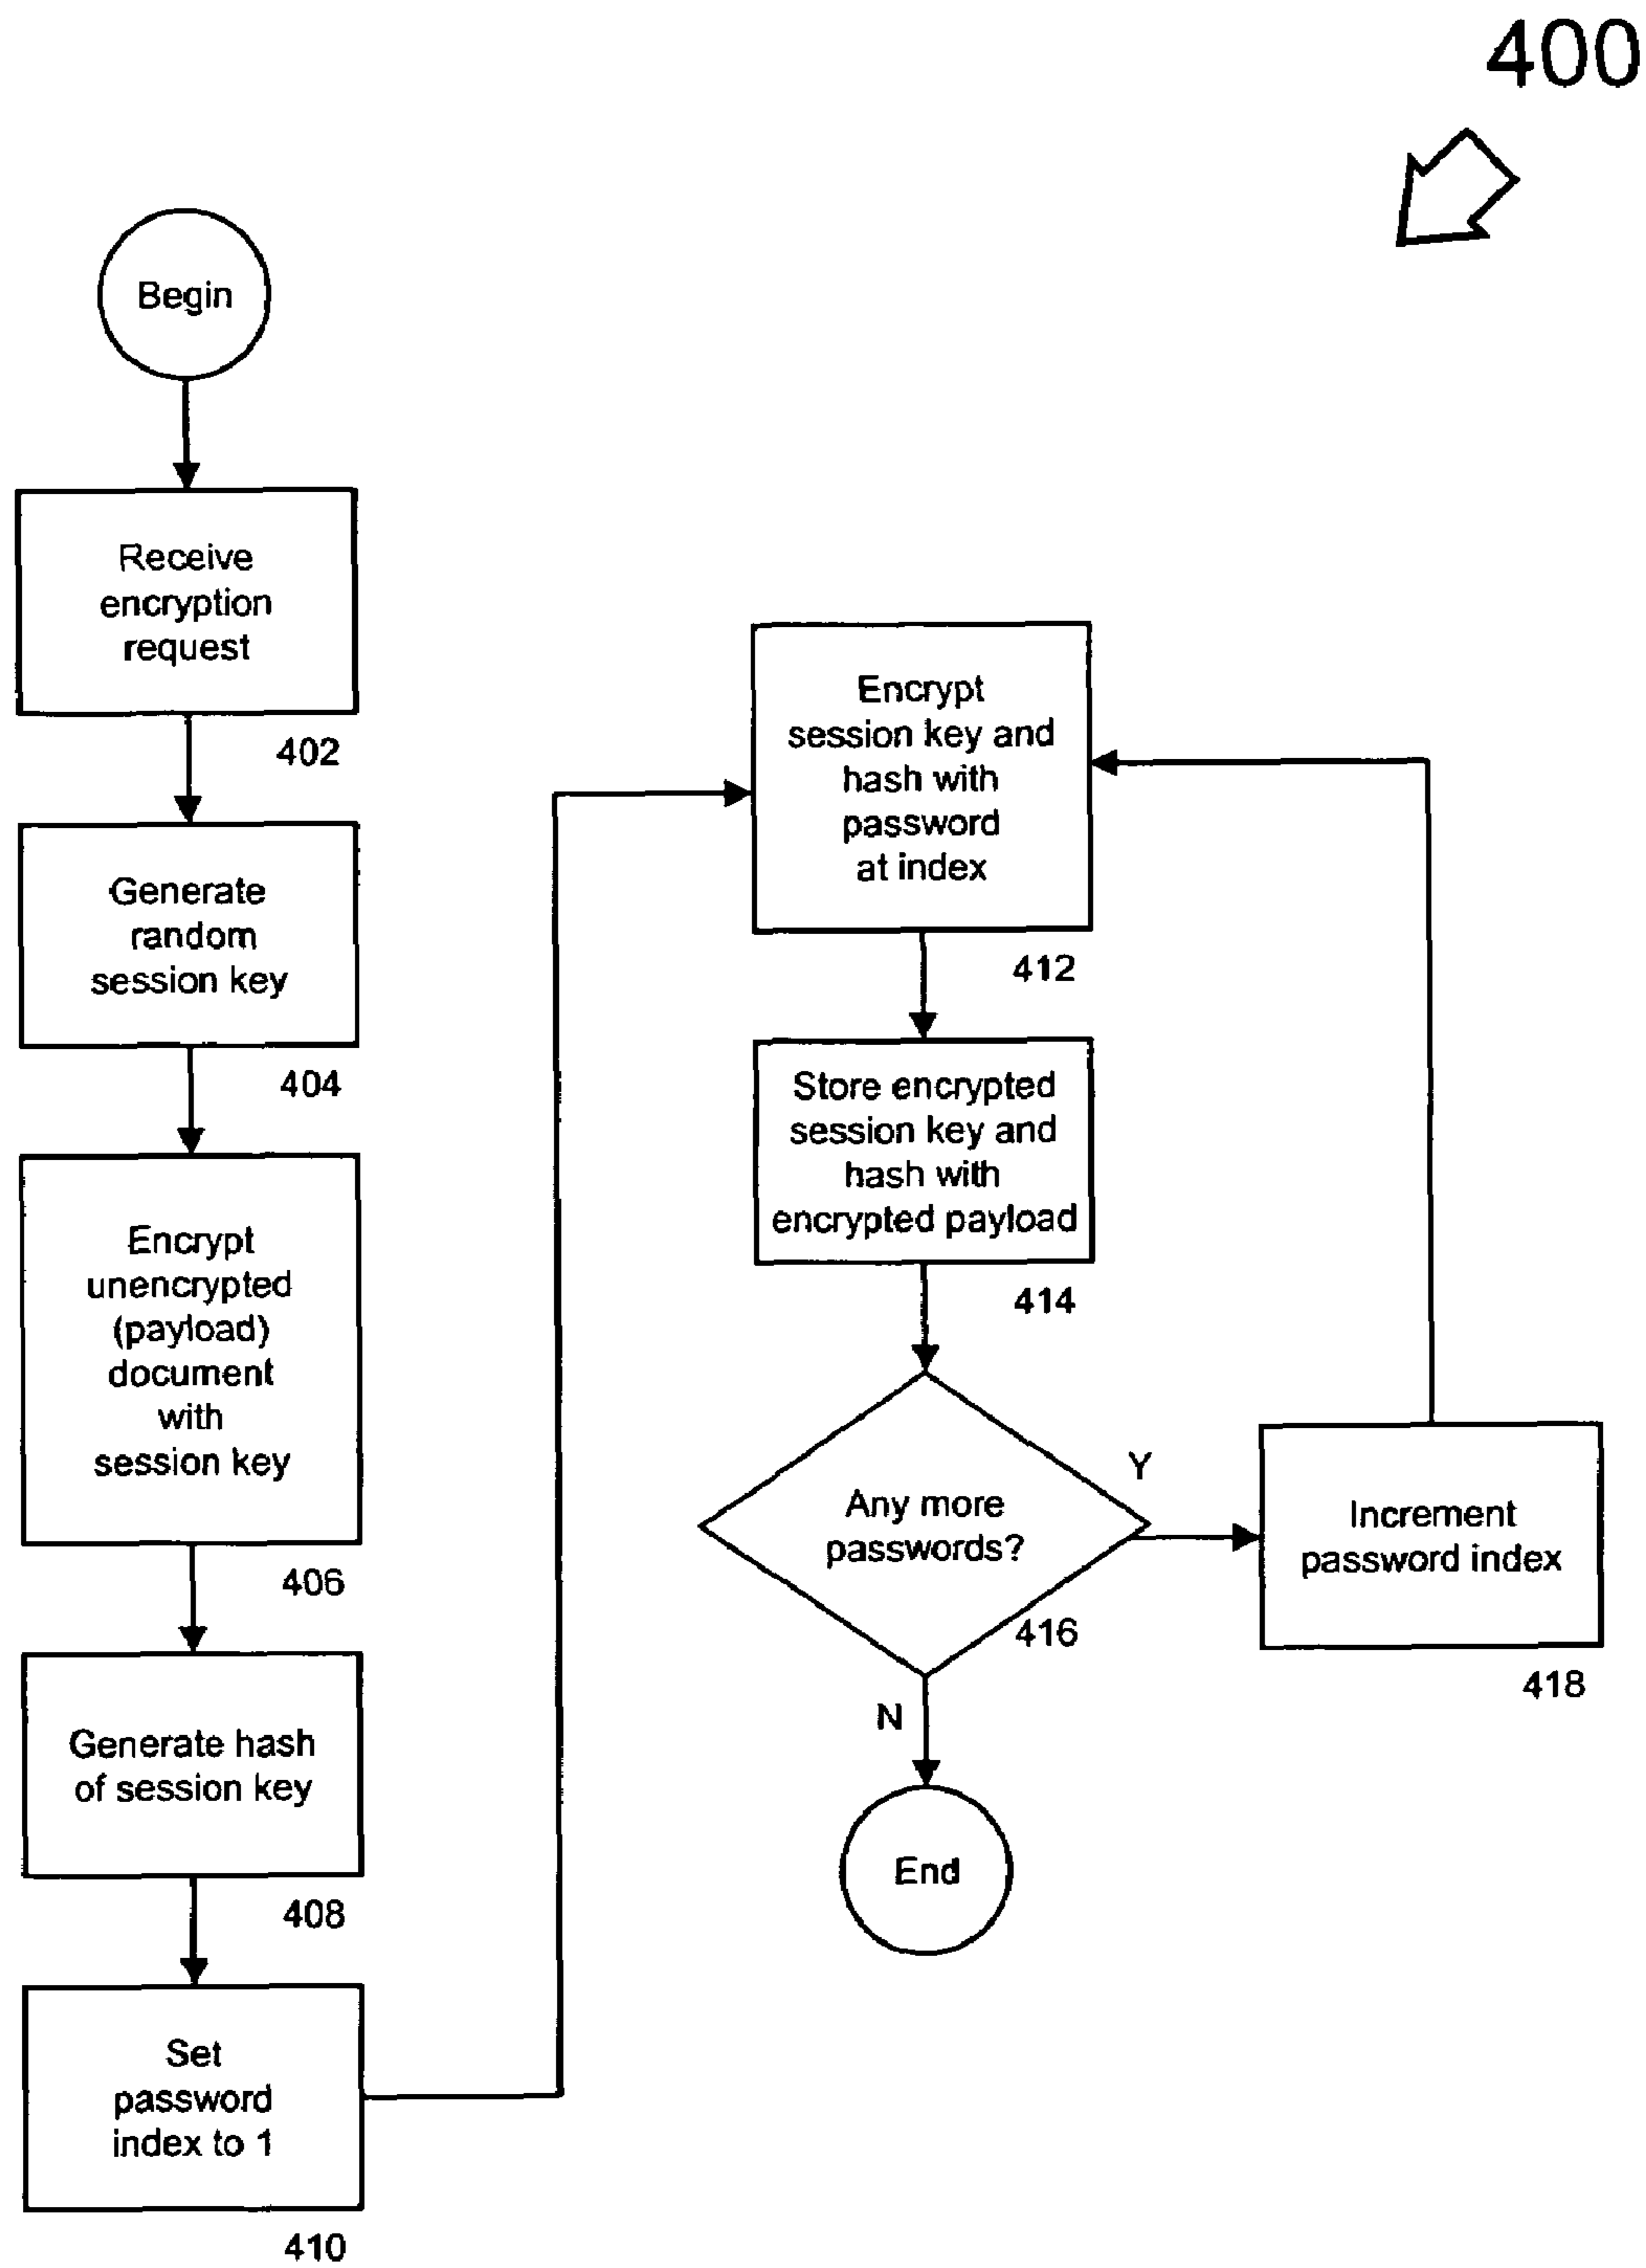 400
Begin
Receive
encryption
request
402
Generate
random
session key
404
Encrypt
unencrypted
(payload)
document
with
session key
406
Generate hash
of session key
408
Set
password
index to 1
410
Encrypt
session key and
hash with
password
at index
412
Store encrypted
session key and
hash with
encrypted payload
414
Any more
passwords?
416
Y
N
Increment
password index
418
End